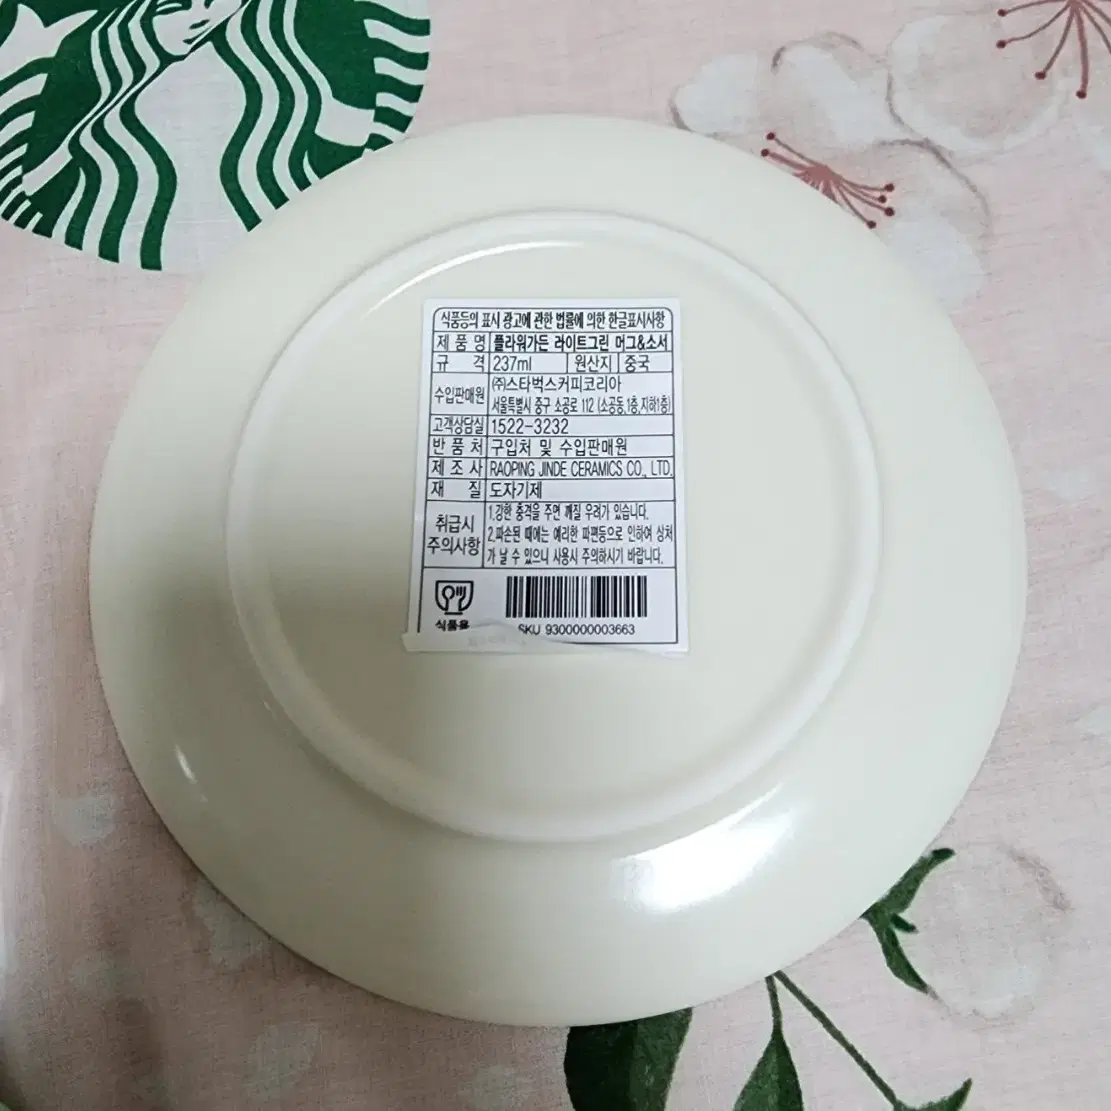 식품등의 표시 광고에 관한 법률에 의한 한글표시사항
제 품 명 플라워가든 라이트그린 머그&소서
규 격 237ml 원산지 중국
수입판매원 ㈜스타벅스커피코리아
서울특별시 중구 소공로 112 (소공동,1층,지하1층)
고객상담실 1522-3232
반 품 처 구입처 및 수입판매원
제 조 사 RAOPING JINDE CERAMICS CO., LTD.
재 질 도자기제
취급시 주의사항
1.강한 충격을 주면 깨질 우려가 있습니다.
2.파손된 때에는 예리한 파편등으로 인하여 상처
가 날 수 있으니 사용시 주의하시기 바랍니다.
식품용
SKU 9300000003663